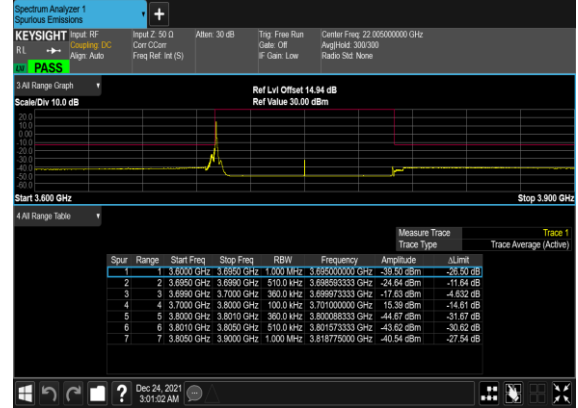 Spectrum Analyzer 1
Spurious Emissions
KEYSIGHT Input: RF Input Z: 50 Ω Atten: 30 dB Trig: Free Run Center Freq: 22.005000000 GHz
RL Coupling: DC Corr CCorr Gate: Off Avg|Hold: 300/300
Align: Auto Freq Ref: Int (S) IF Gain: Low Radio Std: None
PASS
3 All Range Graph
Ref Lvl Offset 14.94 dB
Scale/Div 10.0 dB Ref Value 30.00 dBm
20.0
10.0
0.00
-10.0
-20.0
-30.0
-40.0
-50.0
-60.0
Start 3.600 GHz Stop 3.900 GHz
4 All Range Table
Measure Trace Trace 1
Trace Type Trace Average (Active)
Spur Range Start Freq Stop Freq RBW Frequency Amplitude ΔLimit
1 1 3.6000 GHz 3.6950 GHz 1.000 MHz 3.695000000 GHz -39.50 dBm -26.50 dB
2 2 3.6950 GHz 3.6990 GHz 510.0 kHz 3.698593333 GHz -24.64 dBm -11.64 dB
3 3 3.6990 GHz 3.7000 GHz 360.0 kHz 3.699973333 GHz -17.63 dBm -4.632 dB
4 4 3.7000 GHz 3.8000 GHz 100.0 kHz 3.701000000 GHz 15.39 dBm -14.61 dB
5 5 3.8000 GHz 3.8010 GHz 360.0 kHz 3.800088333 GHz -44.67 dBm -31.67 dB
6 6 3.8010 GHz 3.8050 GHz 510.0 kHz 3.801573333 GHz -43.62 dBm -30.62 dB
7 7 3.8050 GHz 3.9000 GHz 1.000 MHz 3.818775000 GHz -40.54 dBm -27.54 dB
? Dec 24, 2021
3:01:02 AM